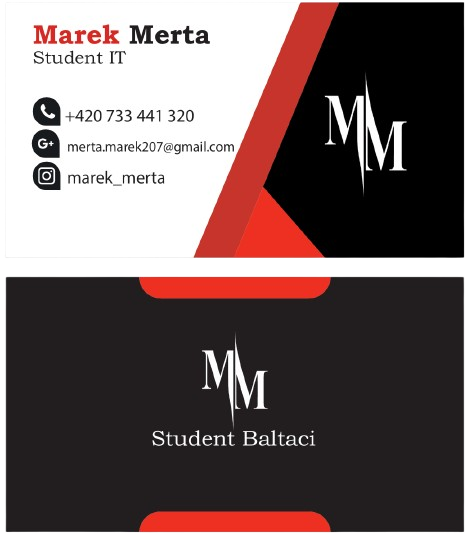 Marek Merta
Student IT
+420 733 441 320
G+ merta.marek207@gmail.com
marek_merta
MM
MM
Student Baltaci